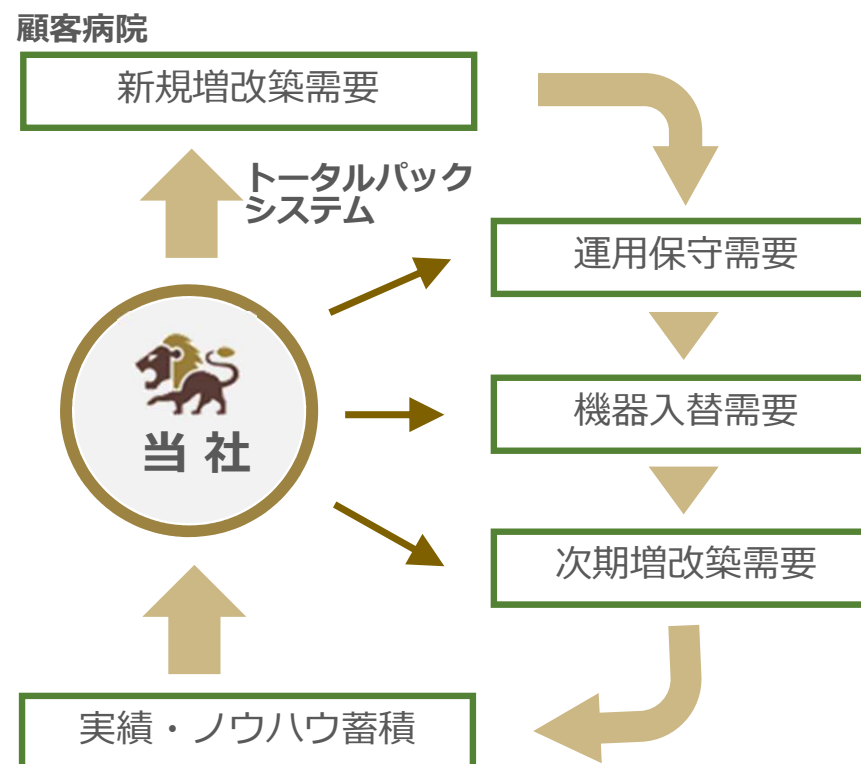 顧客病院
新規増改築需要
トータルパック
システム
運用保守需要
機器入替需要
当 社
次期増改築需要
実績・ノウハウ蓄積